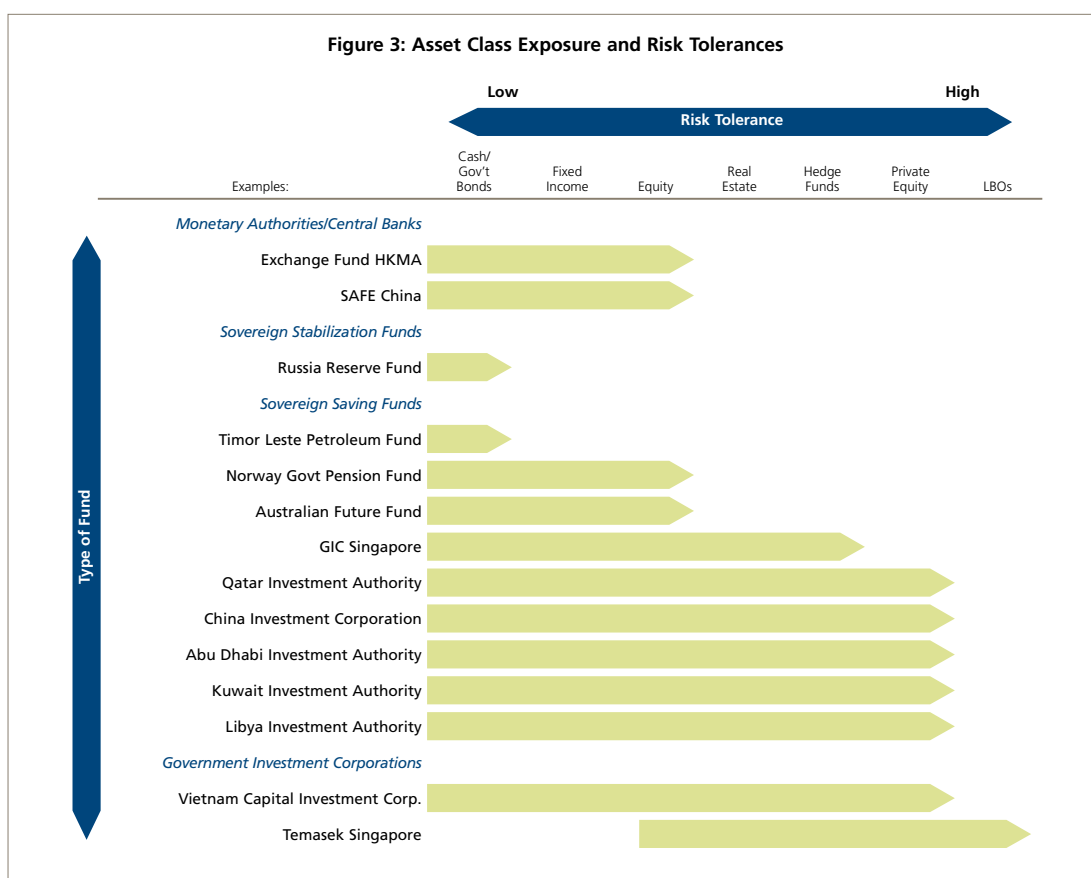 Figure 3: Asset Class Exposure and Risk Tolerances
Low High
Risk Tolerance
Examples:
Cash/
Gov't
Bonds
Fixed
Income
Equity
Real
Estate
Hedge
Funds
Private
Equity
LBOs
Type of Fund
Monetary Authorities/Central Banks
Exchange Fund HKMA
SAFE China
Sovereign Stabilization Funds
Russia Reserve Fund
Sovereign Saving Funds
Timor Leste Petroleum Fund
Norway Govt Pension Fund
Australian Future Fund
GIC Singapore
Qatar Investment Authority
China Investment Corporation
Abu Dhabi Investment Authority
Kuwait Investment Authority
Libya Investment Authority
Government Investment Corporations
Vietnam Capital Investment Corp.
Temasek Singapore